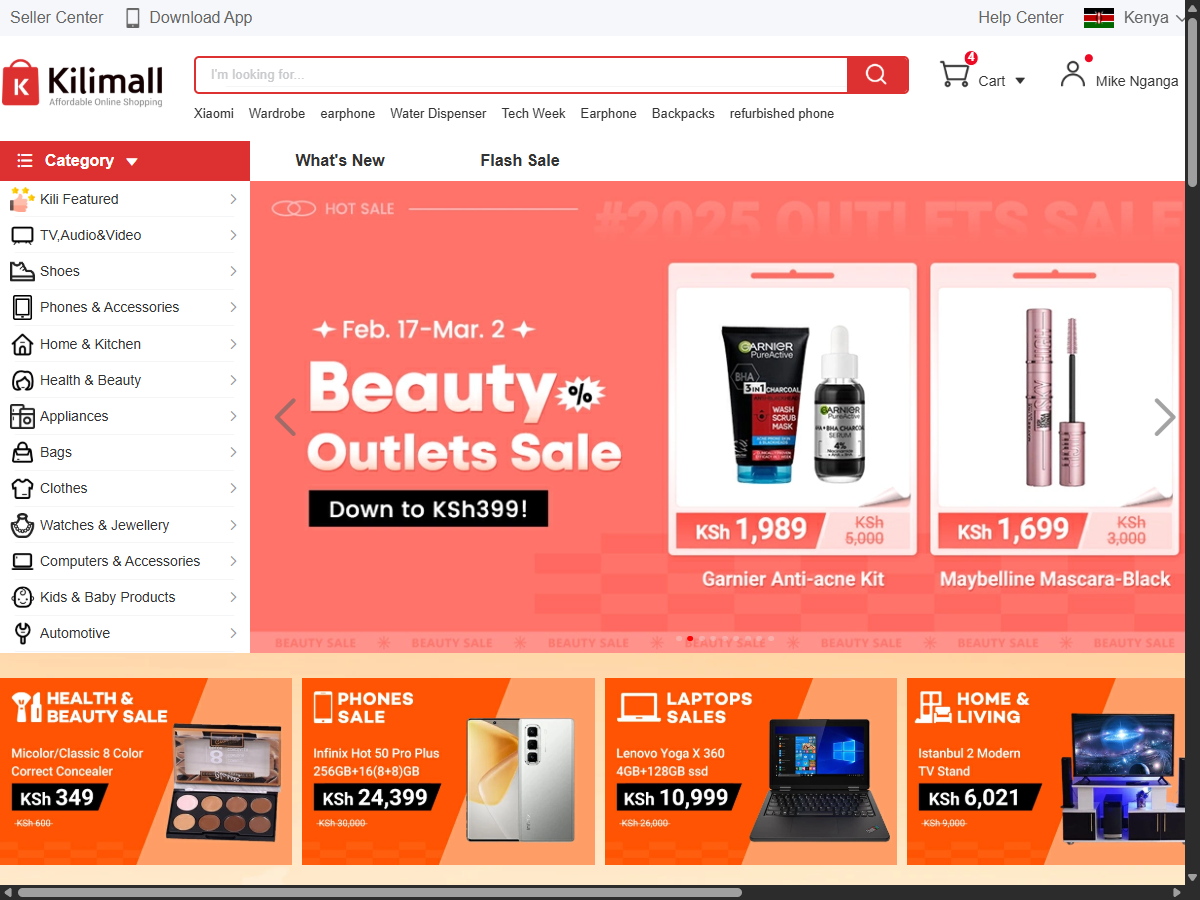 Seller Center
Download App
Help Center
Kenya
K
Kilimall
Affordable Online Shopping
I'm looking for...
4
Cart
Mike Nganga
Xiaomi
Wardrobe
earphone
Water Dispenser
Tech Week
Earphone
Backpacks
refurbished phone
Category
What's New
Flash Sale
Kili Featured
TV,Audio&Video
Shoes
Phones & Accessories
Home & Kitchen
Health & Beauty
Appliances
Bags
Clothes
Watches & Jewellery
Computers & Accessories
Kids & Baby Products
Automotive
HOT SALE
#2025 OUTLETS SALE
Feb. 17-Mar. 2
Beauty %
Outlets Sale
Down to KSh399!
GARNIER
PureActive
BHA
3IN1 CHARCOAL
WASH
SCRUB
MASK
GARNIER
PureActive
SERUM
4%
KSh 1,989
KSh
5,000
Garnier Anti-acne Kit
SKY HIGH
KSh 1,699
KSh
3,000
Maybelline Mascara-Black
BEAUTY SALE
BEAUTY SALE
BEAUTY SALE
BEAUTY SALE
BEAUTY SALE
BEAUTY SALE
BEAUTY SALE
HEALTH &
BEAUTY SALE
Micolor/Classic 8 Color
Correct Concealer
KSh 349
KSh 600
PHONES
SALE
Infinix Hot 50 Pro Plus
256GB+16(8+8)GB
KSh 24,399
KSh 30,000
LAPTOPS
SALES
Lenovo Yoga X 360
4GB+128GB ssd
KSh 10,999
KSh 26,000
HOME &
LIVING
Istanbul 2 Modern
TV Stand
KSh 6,021
KSh 9,000